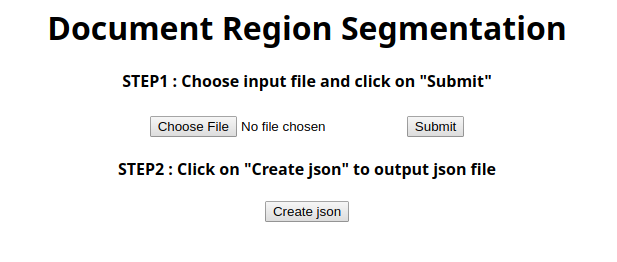 Document Region Segmentation
STEP1 : Choose input file and click on "Submit"
Choose File No file chosen Submit
STEP2 : Click on "Create json" to output json file
Create json